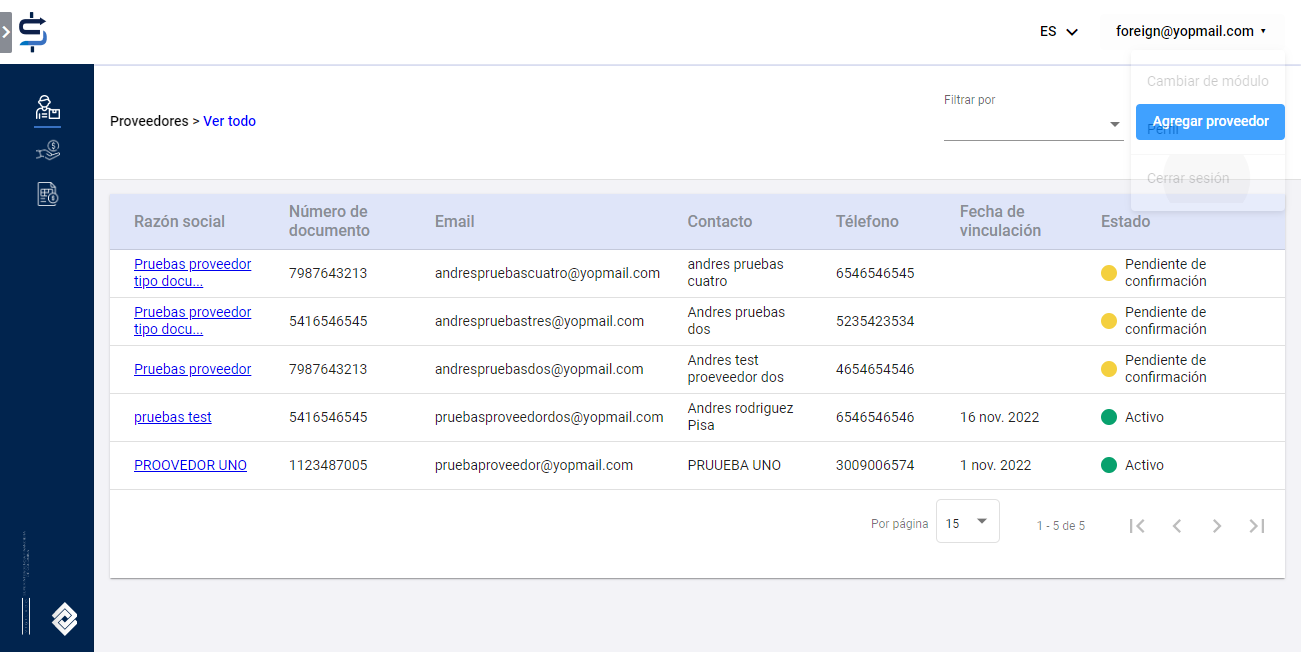 ES
foreign@yopmail.com
Cambiar de módulo
Perfil
Cerrar sesión
Proveedores > Ver todo
Filtrar por
Agregar proveedor
Razón social
Número de
documento
Email
Contacto
Télefono
Fecha de
vinculación
Estado
Pruebas proveedor
tipo docu...
7987643213
andrespruebascuatro@yopmail.com
andres pruebas
cuatro
6546546545
Pendiente de
confirmación
Pruebas proveedor
tipo docu...
5416546545
andrespruebastres@yopmail.com
Andres pruebas
dos
5235423534
Pendiente de
confirmación
Pruebas proveedor
7987643213
andrespruebasdos@yopmail.com
Andres test
proeveedor dos
4654654546
Pendiente de
confirmación
pruebas test
5416546545
pruebasproveedordos@yopmail.com
Andres rodriguez
Pisa
6546546546
16 nov. 2022
Activo
PROOVEDOR UNO
1123487005
pruebaproveedor@yopmail.com
PRUUEBA UNO
3009006574
1 nov. 2022
Activo
Por página
15
1 - 5 de 5